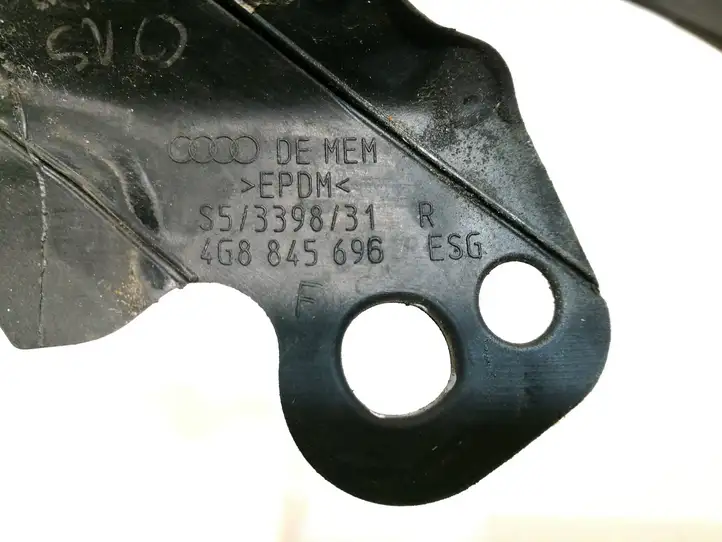 DE MEM
>EPDM<
S5/3398/31 R
4G8 845 696 ESG
F